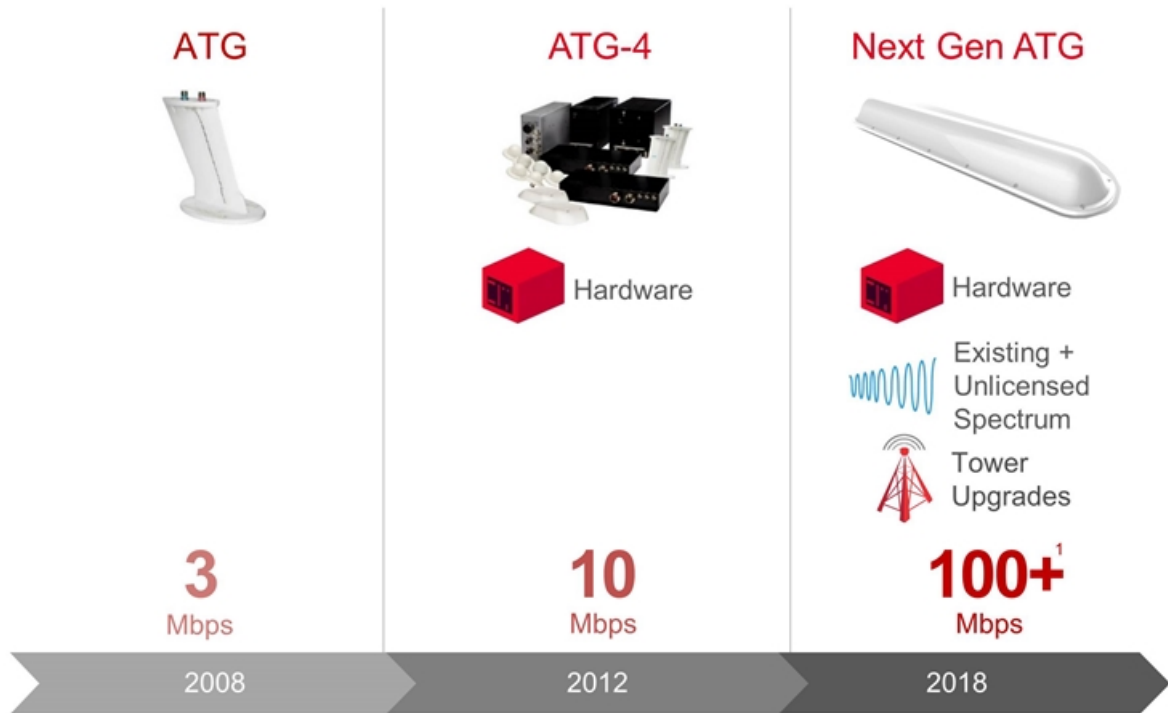 ATG
ATG-4
Next Gen ATG
Hardware
Hardware
Existing +
Unlicensed
Spectrum
Tower
Upgrades
3
Mbps
10
Mbps
100+¹
Mbps
2008
2012
2018